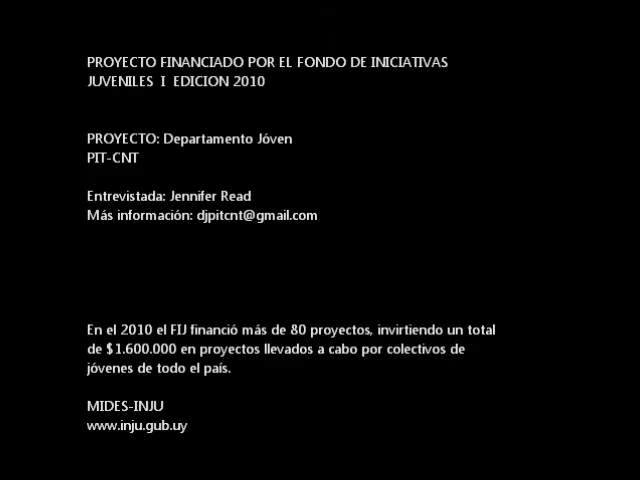 PROYECTO FINANCIADO POR EL FONDO DE INICIATIVAS
JUVENILES I EDICION 2010
PROYECTO: Departamento Jóven
PIT-CNT
Entrevistada: Jennifer Read
Más información: djpitcnt@gmail.com
En el 2010 el FIJ financió más de 80 proyectos, invirtiendo un total
de $1.600.000 en proyectos llevados a cabo por colectivos de
jóvenes de todo el país.
MIDES-INJU
www.inju.gub.uy